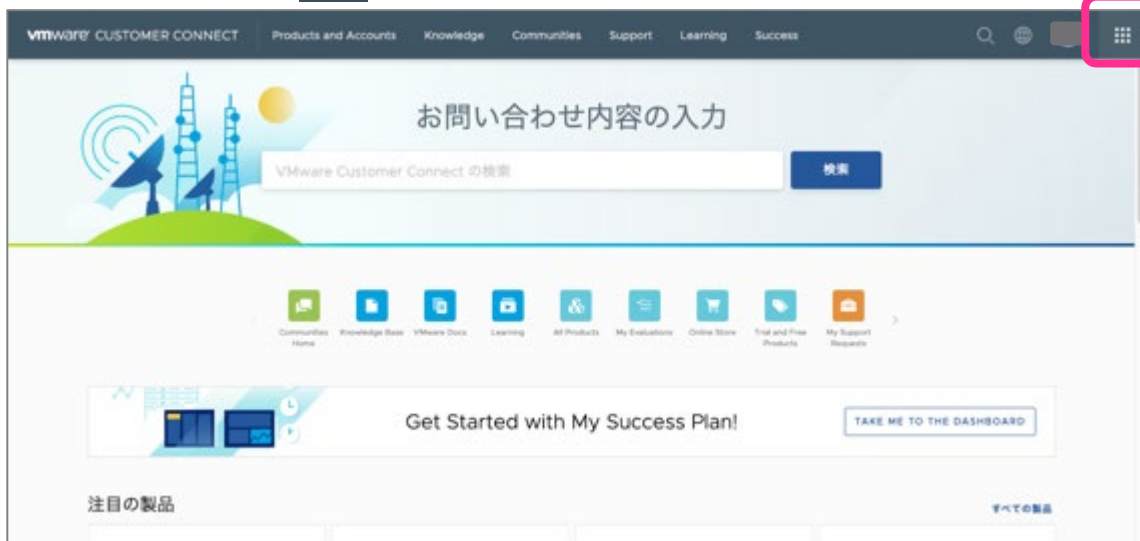 vmware® CUSTOMER CONNECT Products and Accounts Knowledge Communities Support Learning Success
お問い合わせ内容の入力
VMware Customer Connect の検索 検索
Communities Home Knowledge Base VMware Docs Learning All Products My Evaluations Online Store Trial and Free Products My Support Requests
Get Started with My Success Plan! TAKE ME TO THE DASHBOARD
注目の製品 すべての製品